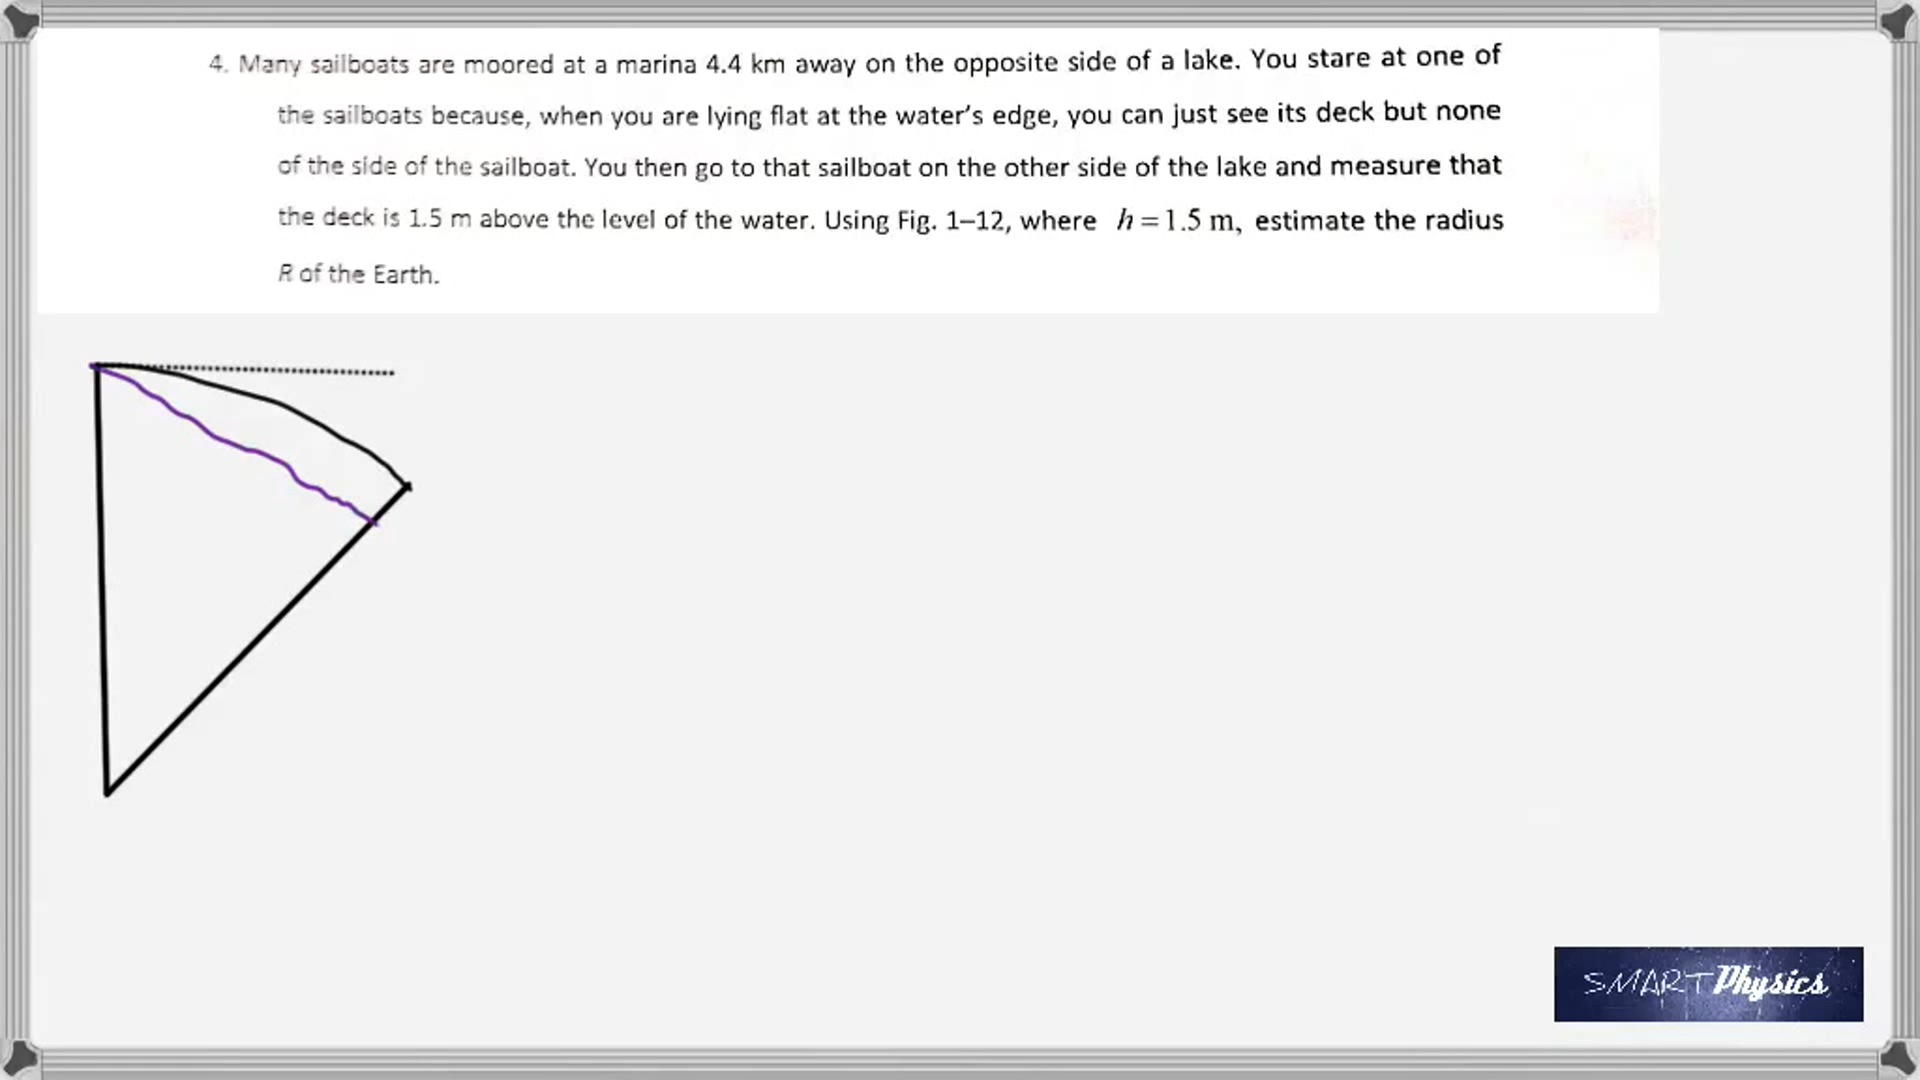 4. Many sailboats are moored at a marina 4.4 km away on the opposite side of a lake. You stare at one of
the sailboats because, when you are lying flat at the water’s edge, you can just see its deck but none
of the side of the sailboat. You then go to that sailboat on the other side of the lake and measure that
the deck is 1.5 m above the level of the water. Using Fig. 1–12, where h = 1.5 m, estimate the radius
R of the Earth.
SMART Physics